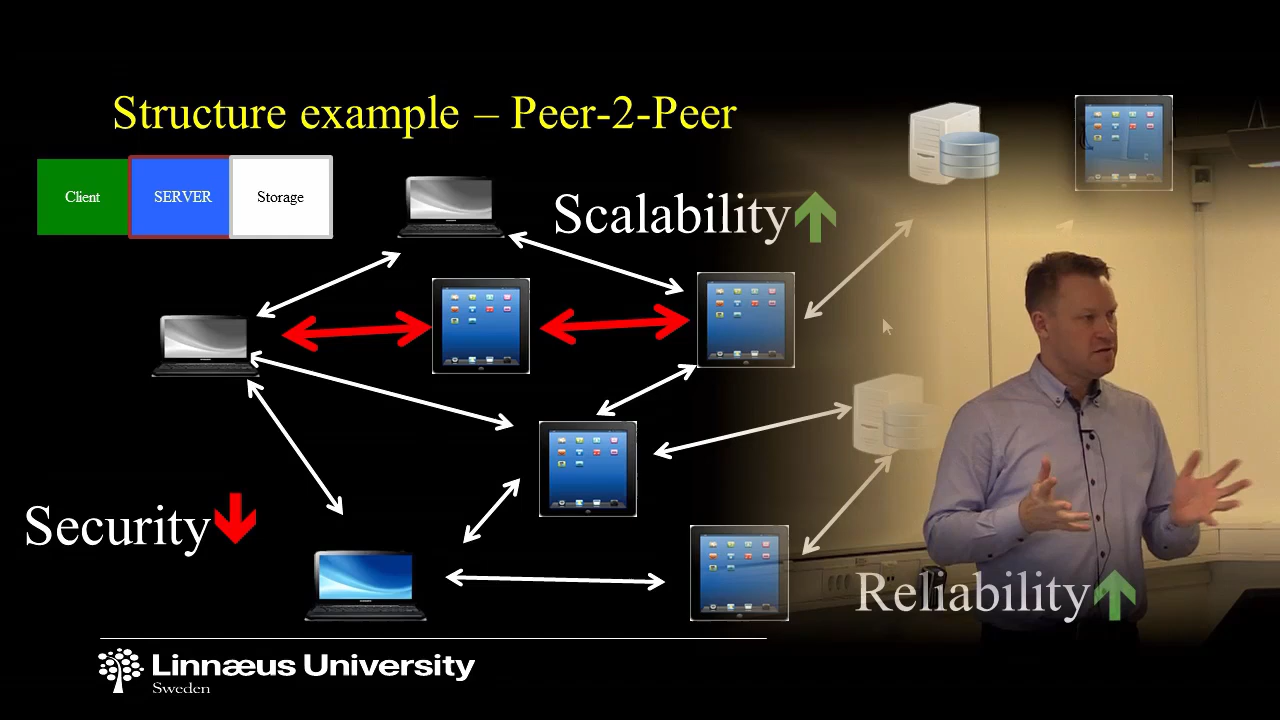 Structure example – Peer-2-Peer
Client
SERVER
Storage
Scalability
Security
Reliability
Linnæus University
Sweden